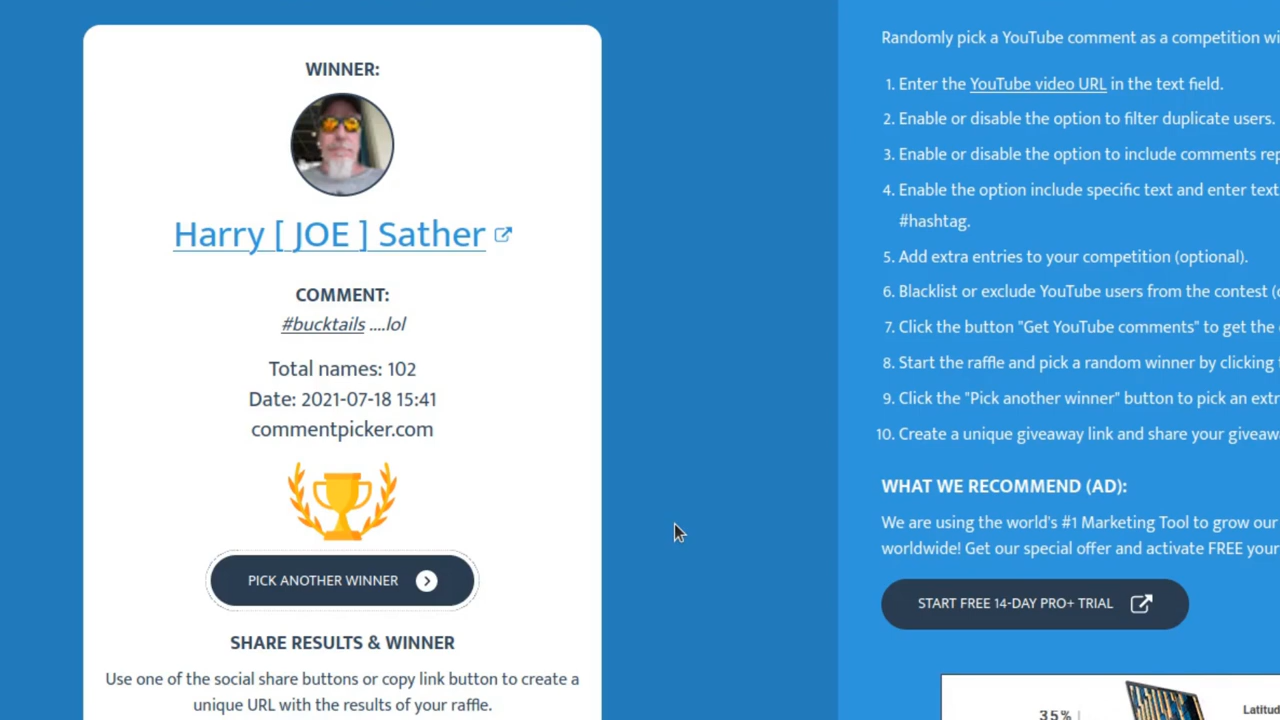 WINNER:
Harry [ JOE ] Sather
COMMENT:
#bucktails ....lol
Total names: 102
Date: 2021-07-18 15:41
commentpicker.com
PICK ANOTHER WINNER
SHARE RESULTS & WINNER
Use one of the social share buttons or copy link button to create a
unique URL with the results of your raffle.
Randomly pick a YouTube comment as a competition wi
1. Enter the YouTube video URL in the text field.
2. Enable or disable the option to filter duplicate users.
3. Enable or disable the option to include comments rep
4. Enable the option include specific text and enter text
#hashtag.
5. Add extra entries to your competition (optional).
6. Blacklist or exclude YouTube users from the contest (o
7. Click the button "Get YouTube comments" to get the
8. Start the raffle and pick a random winner by clicking
9. Click the "Pick another winner" button to pick an extr
10. Create a unique giveaway link and share your giveaw
WHAT WE RECOMMEND (AD):
We are using the world's #1 Marketing Tool to grow our
worldwide! Get our special offer and activate FREE your
START FREE 14-DAY PRO+ TRIAL
35%
Latitud